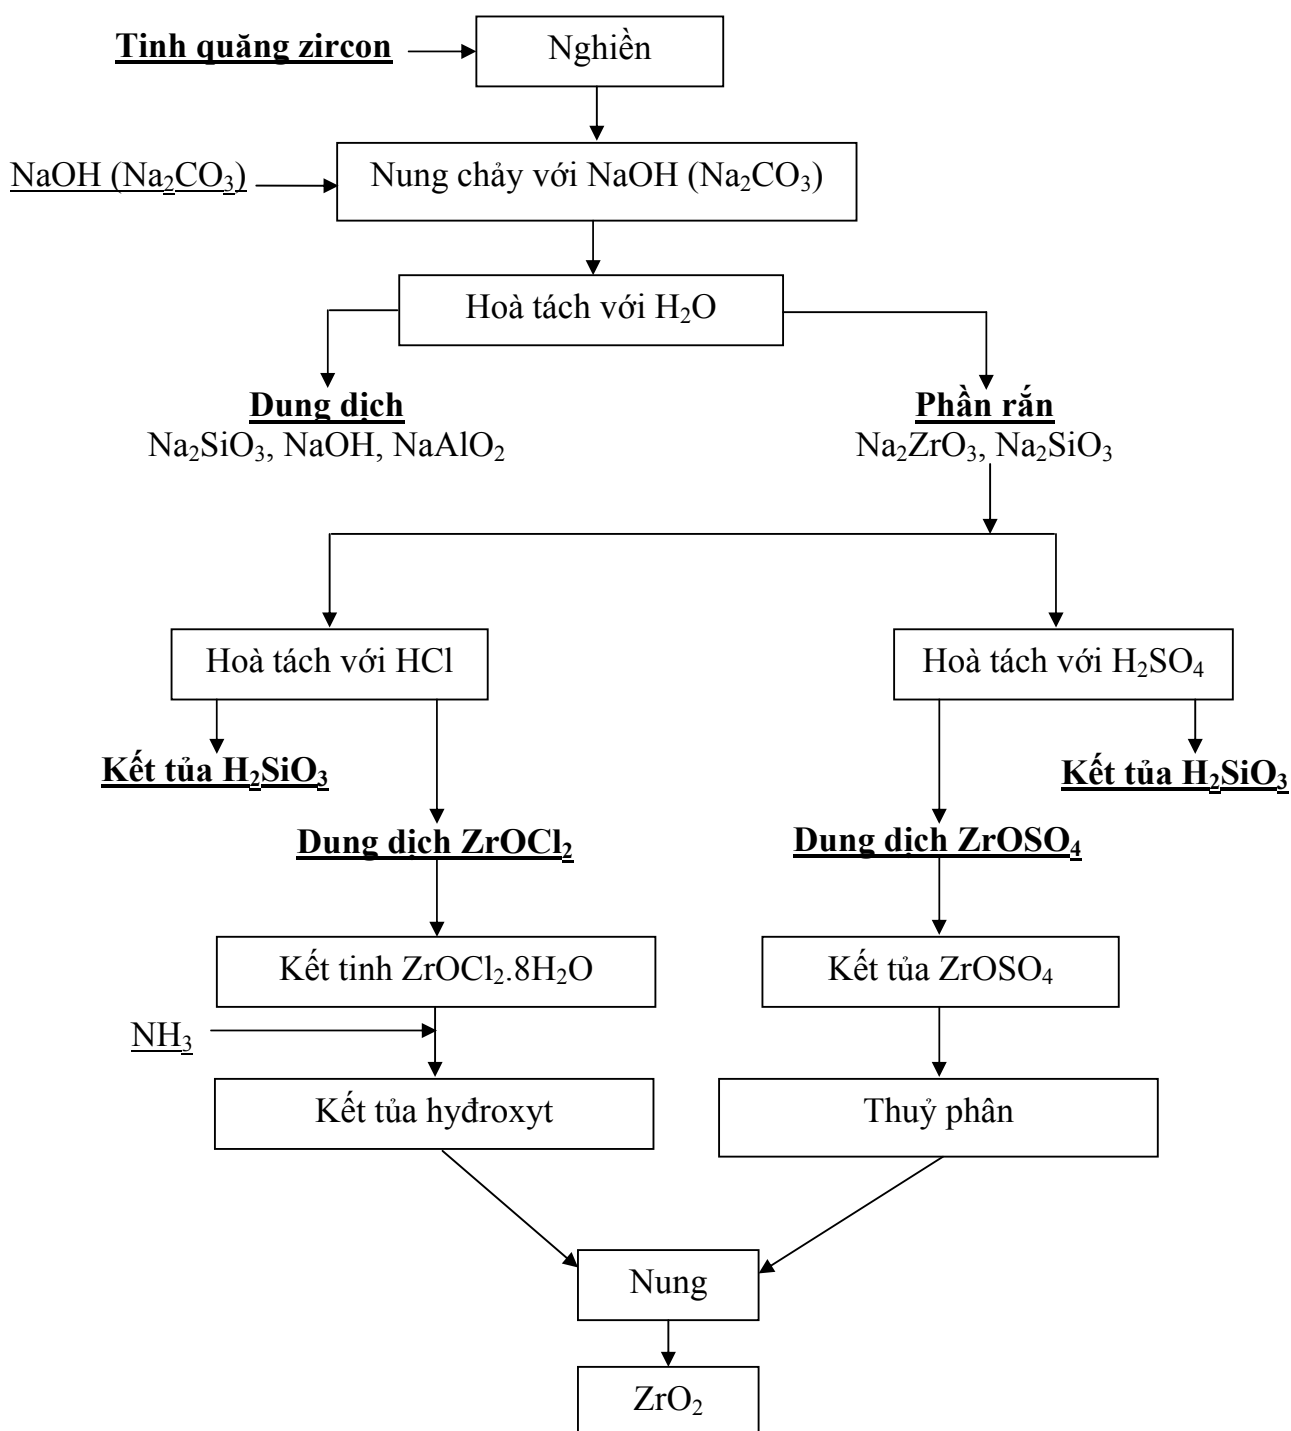 Tinh quăng zircon
Nghiền
NaOH (Na₂CO₃)
Nung chảy với NaOH (Na₂CO₃)
Hoà tách với H₂O
Dung dịch
Na₂SiO₃, NaOH, NaAlO₂
Phần rắn
Na₂ZrO₃, Na₂SiO₃
Hoà tách với HCl
Hoà tách với H₂SO₄
Kết tủa H₂SiO₃
Kết tủa H₂SiO₃
Dung dịch ZrOCl₂
Dung dịch ZrOSO₄
Kết tinh ZrOCl₂.8H₂O
Kết tủa ZrOSO₄
NH₃
Kết tủa hyđroxyt
Thuỷ phân
Nung
ZrO₂